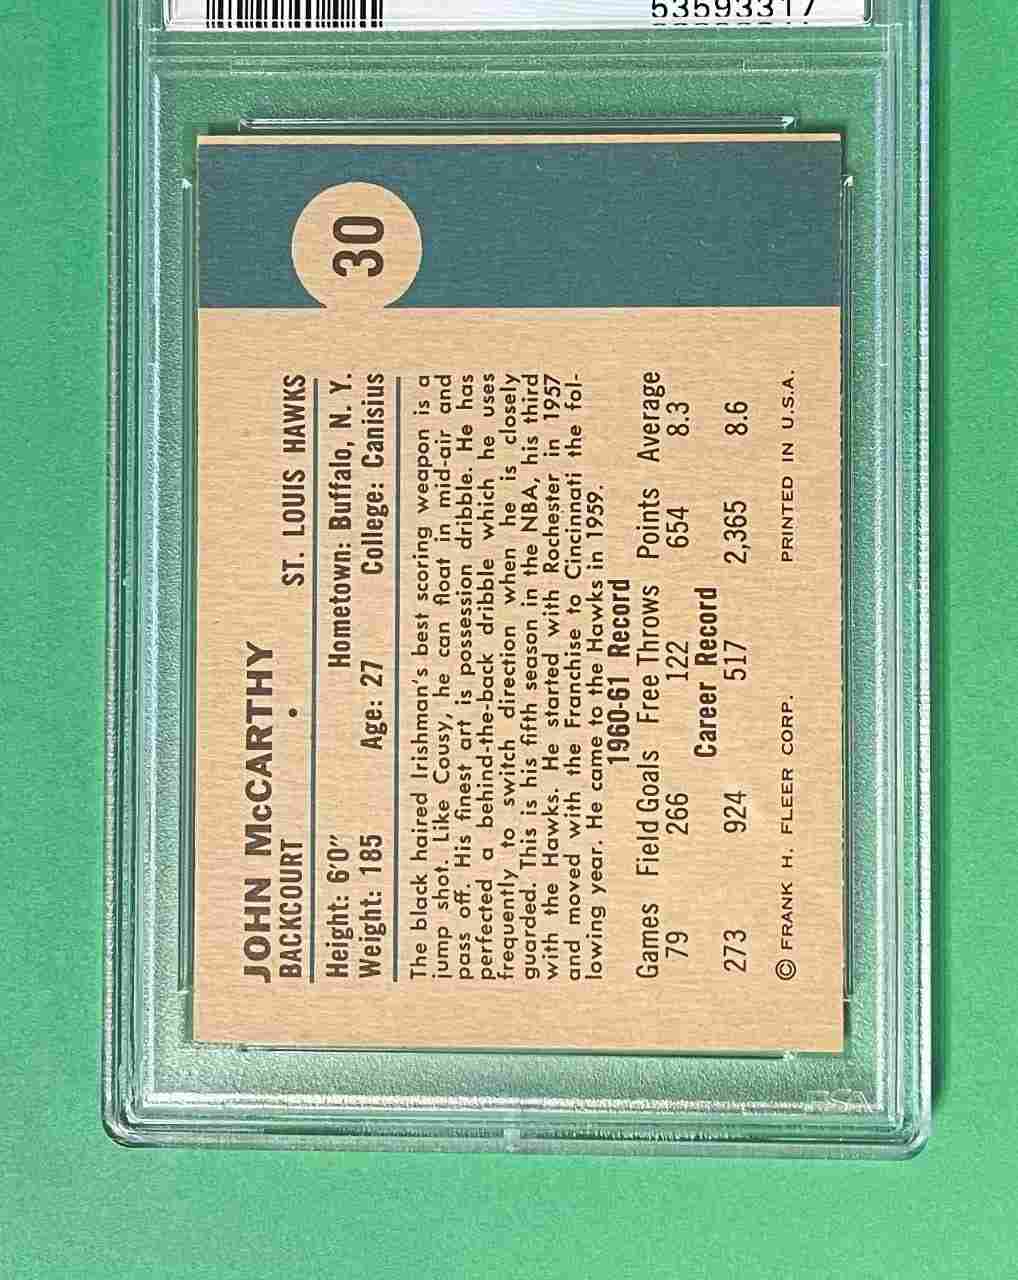 53593317
30
JOHN McCARTHY
BACKCOURT • ST. LOUIS HAWKS
Height: 6'0" Hometown: Buffalo, N. Y.
Weight: 185 Age: 27 College: Canisius
The black haired Irishman's best scoring weapon is a
jump shot. Like Cousy, he can float in mid-air and
pass off. His finest art is possession dribble. He has
perfected a behind-the-back dribble which he uses
frequently to switch direction when he is closely
guarded. This is his fifth season in the NBA, his third
with the Hawks. He started with Rochester in 1957
and moved with the Franchise to Cincinnati the fol-
lowing year. He came to the Hawks in 1959.
1960-61 Record
Games Field Goals Free Throws Points Average
79 266 122 654 8.3
Career Record
273 924 517 2,365 8.6
© FRANK H. FLEER CORP. PRINTED IN U.S.A.
PSA